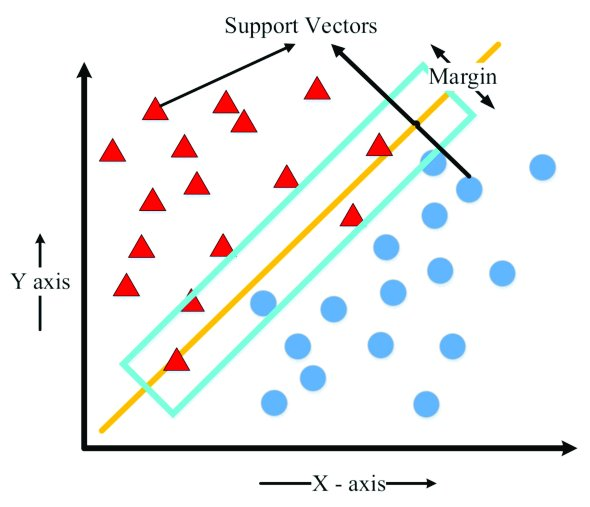 Support Vectors
Margin
Y axis
X - axis